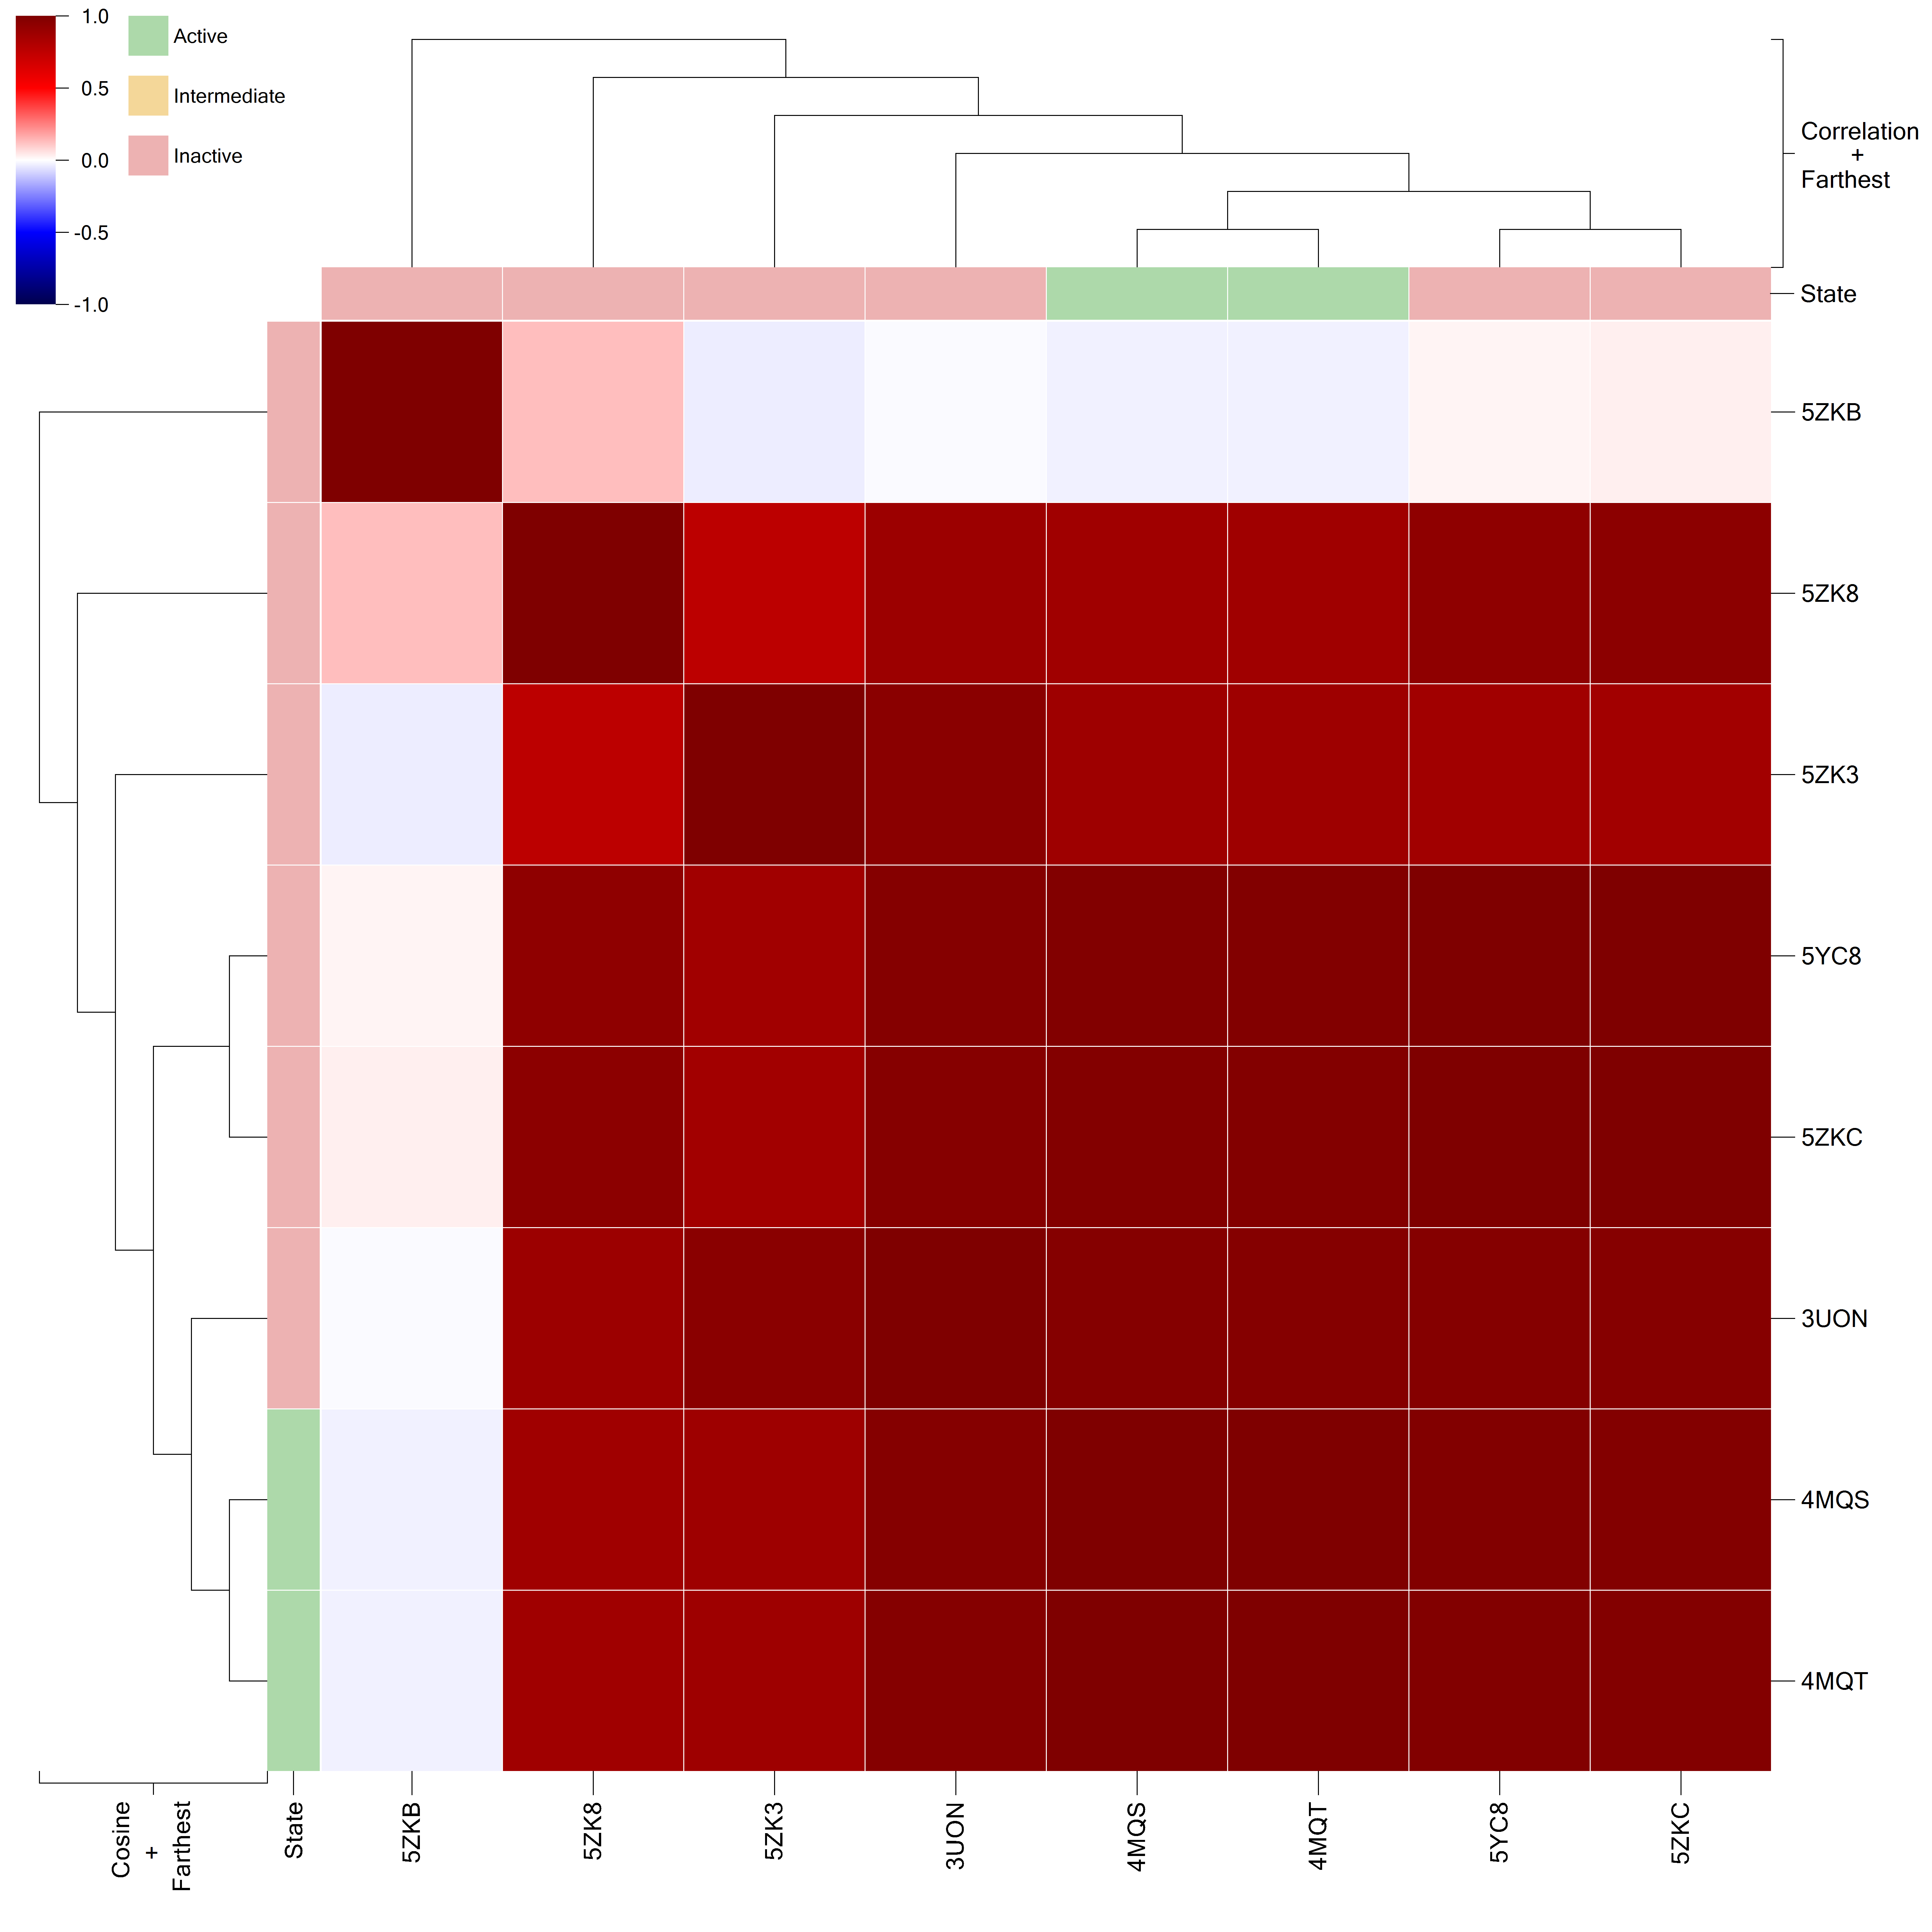 1.0
0.5
0.0
-0.5
-1.0
Active
Intermediate
Inactive
Correlation
+
Farthest
State
5ZKB
5ZK8
5ZK3
5YC8
5ZKC
3UON
4MQS
4MQT
Cosine
+
Farthest
State
5ZKB
5ZK8
5ZK3
3UON
4MQS
4MQT
5YC8
5ZKC